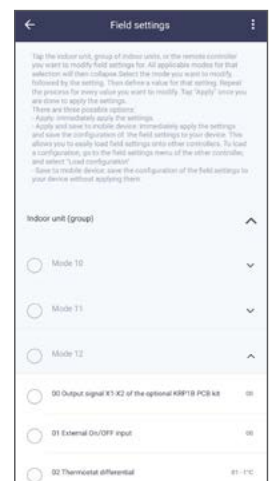 Field settings
Tap the indoor unit, group of indoor units, or the remote controller
you want to modify field settings for. All applicable modes for that
selection will then collapse. Select the mode you want to modify,
followed by the setting. Then define a value for that setting. Repeat
the process for every value you want to modify. Tap "Apply" once you
are done to apply the settings.
There are three possible options:
- Apply: immediately apply the settings.
- Apply and save to mobile device: Immediately apply the settings
and save the configuration of the field settings to your device. This
allows you to easily load field settings onto other controllers. To load
a configuration, go to the field settings menu of the other controller,
and select "Load configuration"
- Save to mobile device: save the configuration of the field settings to
your device without applying them
Indoor unit (group)
Mode 10
Mode 11
Mode 12
00 Output signal X1-X2 of the optional KRP1B PCB kit
00
01 External On/OFF input
00
02 Thermostat differential
01 - 1°C